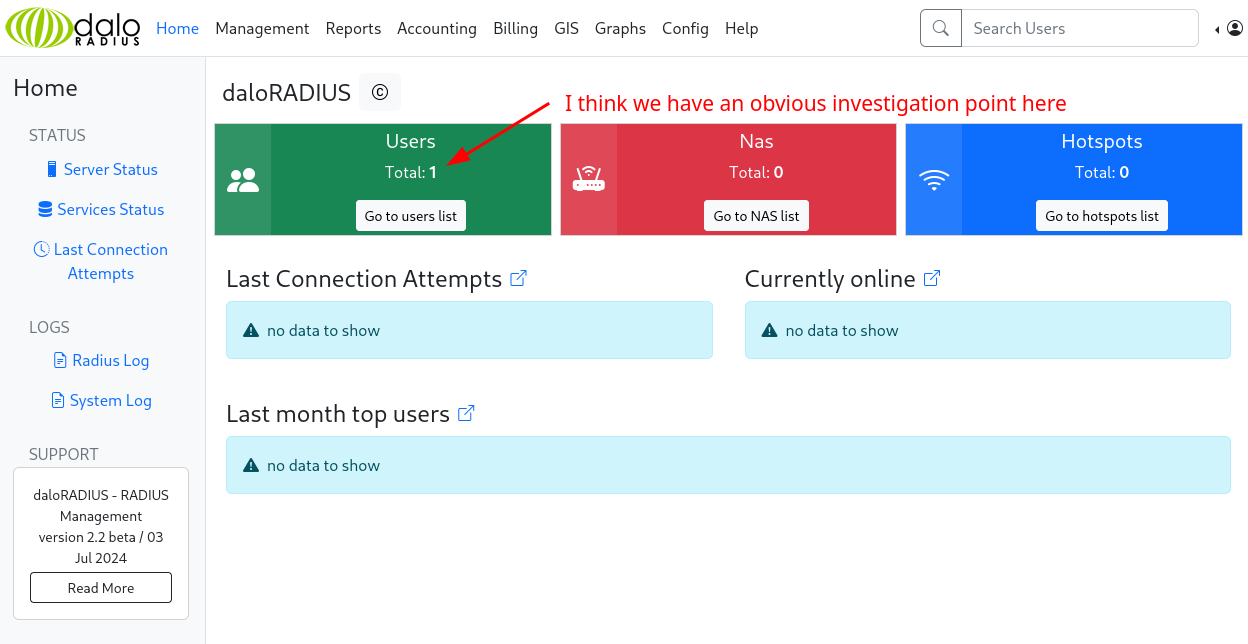 dalo
RADIUS
Home Management Reports Accounting Billing GIS Graphs Config Help
Search Users
Home
STATUS
Server Status
Services Status
Last Connection
Attempts
LOGS
Radius Log
System Log
SUPPORT
daloRADIUS - RADIUS
Management
version 2.2 beta / 03
Jul 2024
Read More
daloRADIUS ©
I think we have an obvious investigation point here
Users
Total: 1
Go to users list
Nas
Total: 0
Go to NAS list
Hotspots
Total: 0
Go to hotspots list
Last Connection Attempts
no data to show
Currently online
no data to show
Last month top users
no data to show